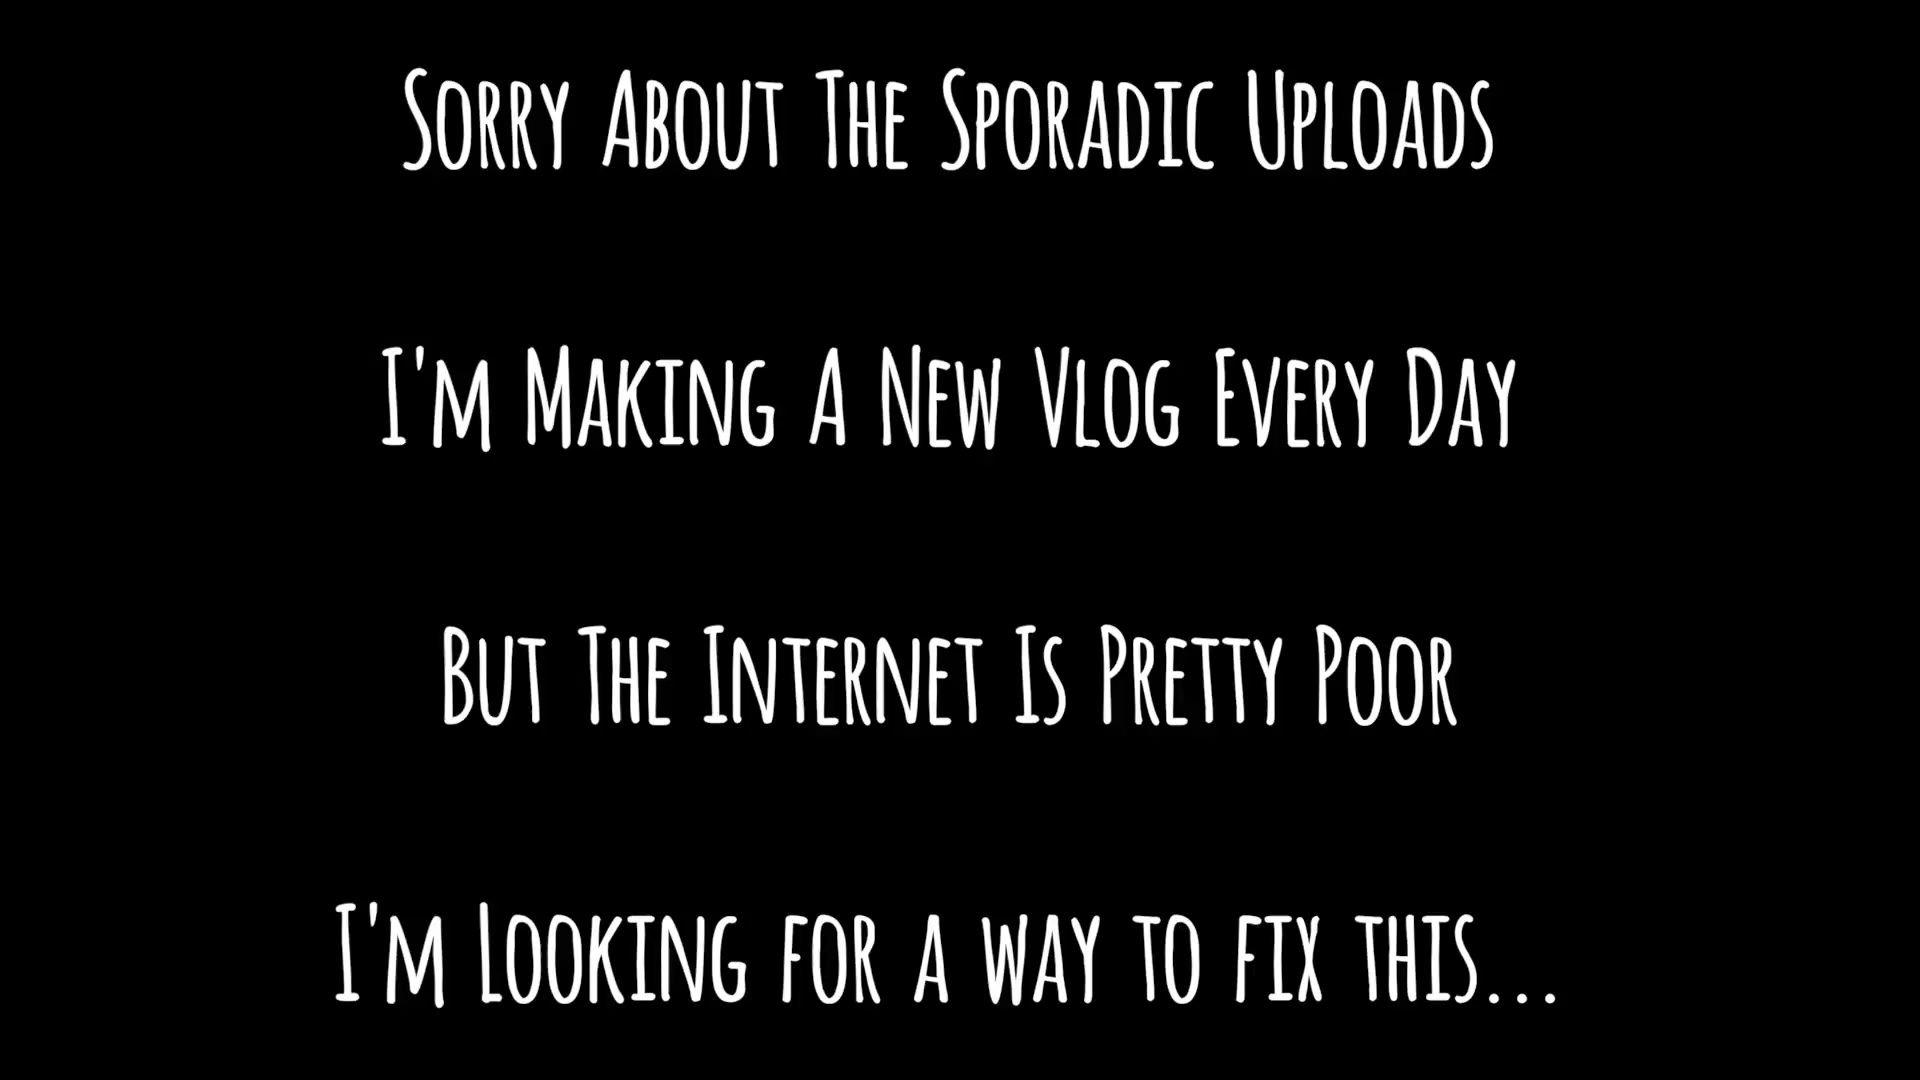 Sorry About The Sporadic Uploads
I'm Making A New Vlog Every Day
But The Internet Is Pretty Poor
I'm Looking for a way to fix this...